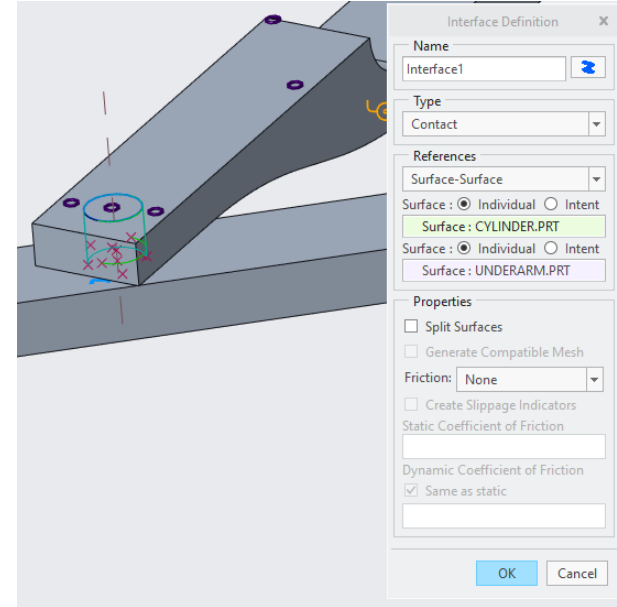 Interface Definition X
Name
Interface1
Type
Contact
References
Surface-Surface
Surface : Individual Intent
Surface : CYLINDER.PRT
Surface : Individual Intent
Surface : UNDERARM.PRT
Properties
Split Surfaces
Generate Compatible Mesh
Friction: None
Create Slippage Indicators
Static Coefficient of Friction
Dynamic Coefficient of Friction
Same as static
OK Cancel